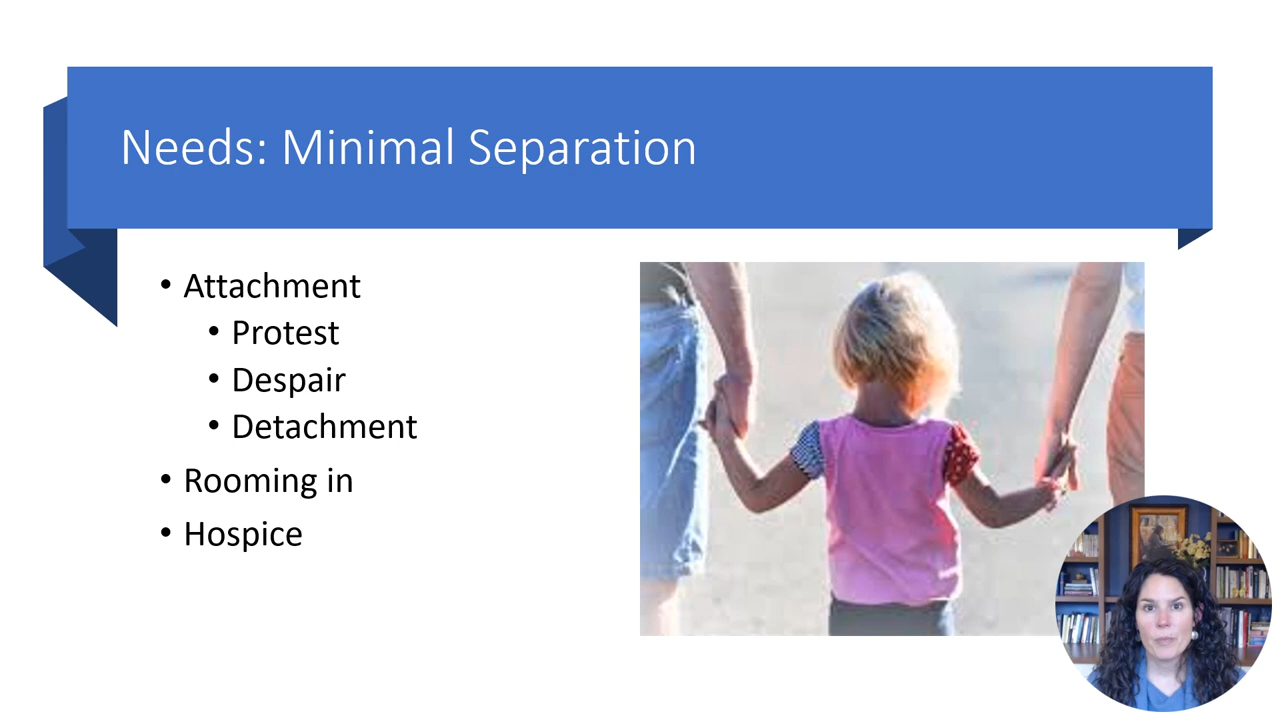 Needs: Minimal Separation
• Attachment
• Protest
• Despair
• Detachment
• Rooming in
• Hospice